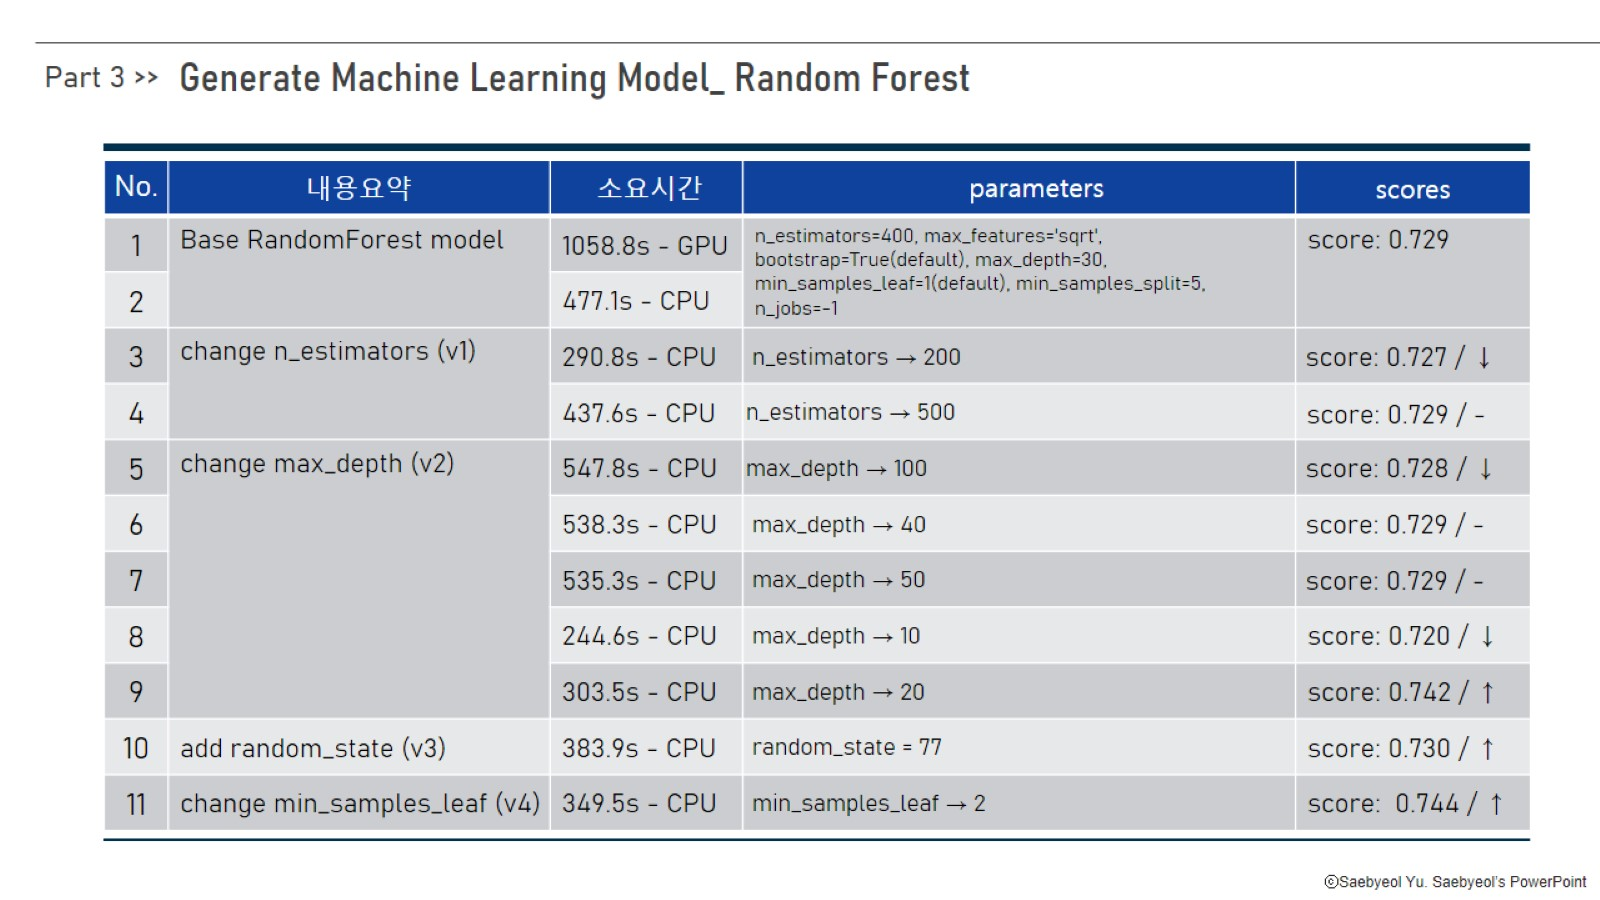 Part 3 >> Generate Machine Learning Model_ Random Forest
No. 내용요약 소요시간 parameters scores
1 Base RandomForest model 1058.8s - GPU n_estimators=400, max_features='sqrt',
bootstrap=True(default), max_depth=30,
min_samples_leaf=1(default), min_samples_split=5,
n_jobs=-1 score: 0.729
2 477.1s - CPU
3 change n_estimators (v1) 290.8s - CPU n_estimators → 200 score: 0.727 / ↓
4 437.6s - CPU n_estimators → 500 score: 0.729 / -
5 change max_depth (v2) 547.8s - CPU max_depth → 100 score: 0.728 / ↓
6 538.3s - CPU max_depth → 40 score: 0.729 / -
7 535.3s - CPU max_depth → 50 score: 0.729 / -
8 244.6s - CPU max_depth → 10 score: 0.720 / ↓
9 303.5s - CPU max_depth → 20 score: 0.742 / ↑
10 add random_state (v3) 383.9s - CPU random_state = 77 score: 0.730 / ↑
11 change min_samples_leaf (v4) 349.5s - CPU min_samples_leaf → 2 score: 0.744 / ↑
ⓒSaebyeol Yu. Saebyeol's PowerPoint